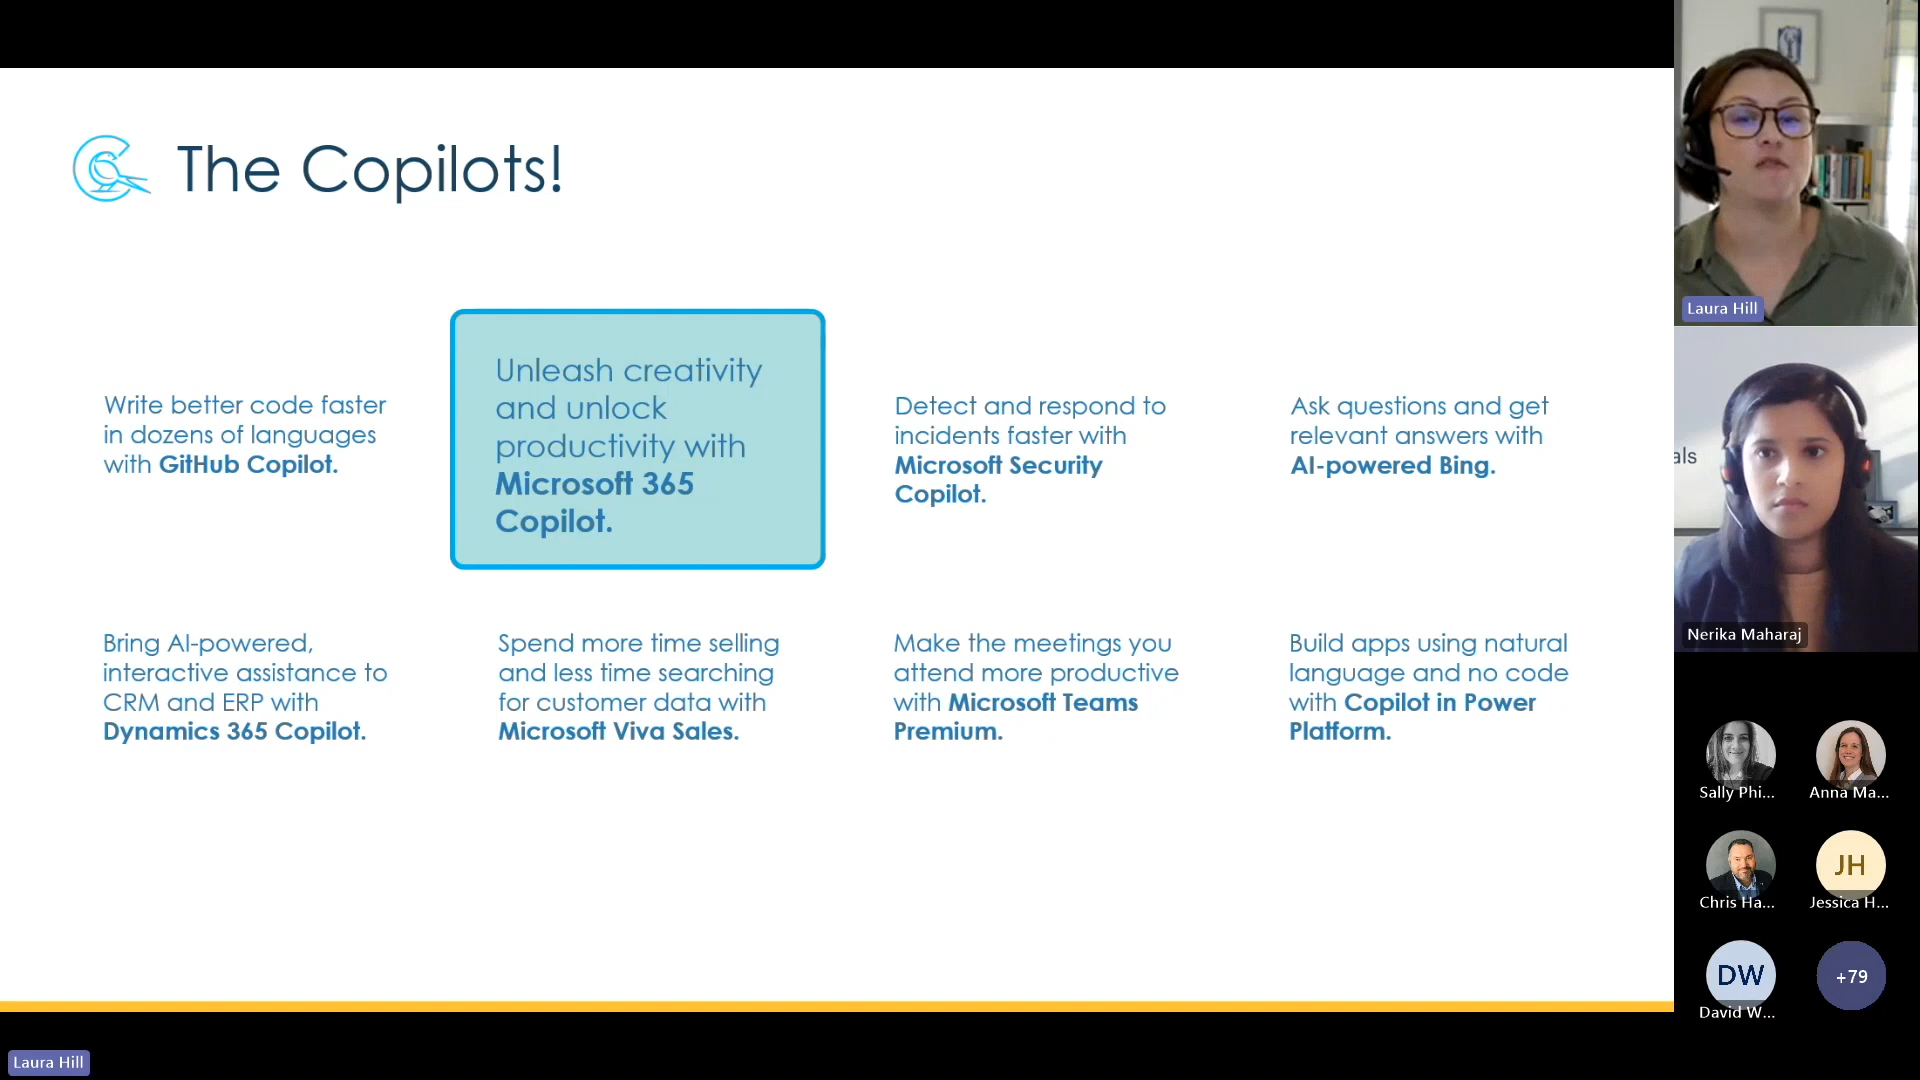 The Copilots!
Write better code faster
in dozens of languages
with GitHub Copilot.
Unleash creativity
and unlock
productivity with
Microsoft 365
Copilot.
Detect and respond to
incidents faster with
Microsoft Security
Copilot.
Ask questions and get
relevant answers with
AI-powered Bing.
Bring AI-powered,
interactive assistance to
CRM and ERP with
Dynamics 365 Copilot.
Spend more time selling
and less time searching
for customer data with
Microsoft Viva Sales.
Make the meetings you
attend more productive
with Microsoft Teams
Premium.
Build apps using natural
language and no code
with Copilot in Power
Platform.
Laura Hill
als
Nerika Maharaj
Sally Phi...
Anna Ma...
Chris Ha...
JH
Jessica H...
DW
David W...
+79
Laura Hill